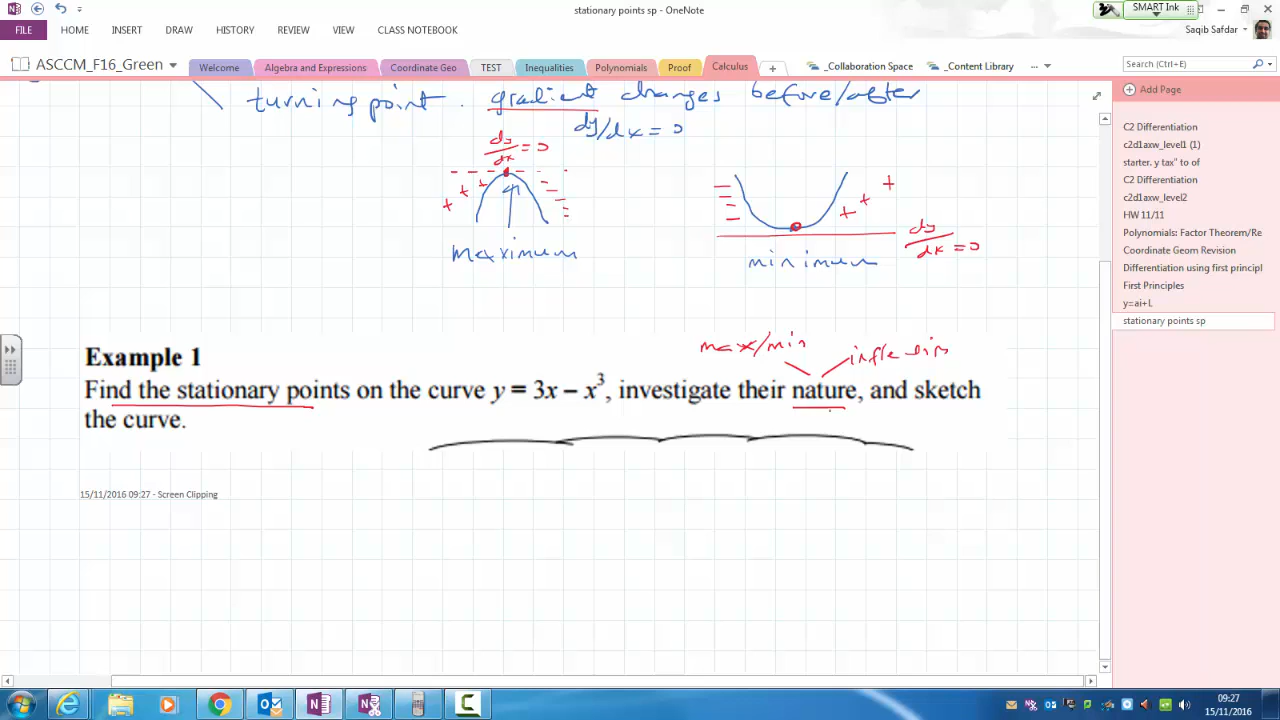 stationary points sp - OneNote
SMART Ink
FILE HOME INSERT DRAW HISTORY REVIEW VIEW CLASS NOTEBOOK
Saqib Safdar
ASCCM_F16_Green
Welcome Algebra and Expressions Coordinate Geo TEST Inequalities Polynomials Proof Calculus + _Collaboration Space _Content Library ...
Search (Ctrl+E)
turning point. gradient changes before/after
dy/dx = 0
dy/dx = 0
+ + + - - - -
maximum
- - - - + + +
dy/dx = 0
minimum
max/min inflexion
Example 1
Find the stationary points on the curve y = 3x – x³, investigate their nature, and sketch
the curve.
15/11/2016 09:27 - Screen Clipping
Add Page
C2 Differentiation
c2d1axw_level1 (1)
starter. y tax" to of
C2 Differentiation
c2d1axw_level2
HW 11/11
Polynomials: Factor Theorem/Re
Coordinate Geom Revision
Differentiation using first principl
First Principles
y=ai+l,
stationary points sp
09:27
15/11/2016